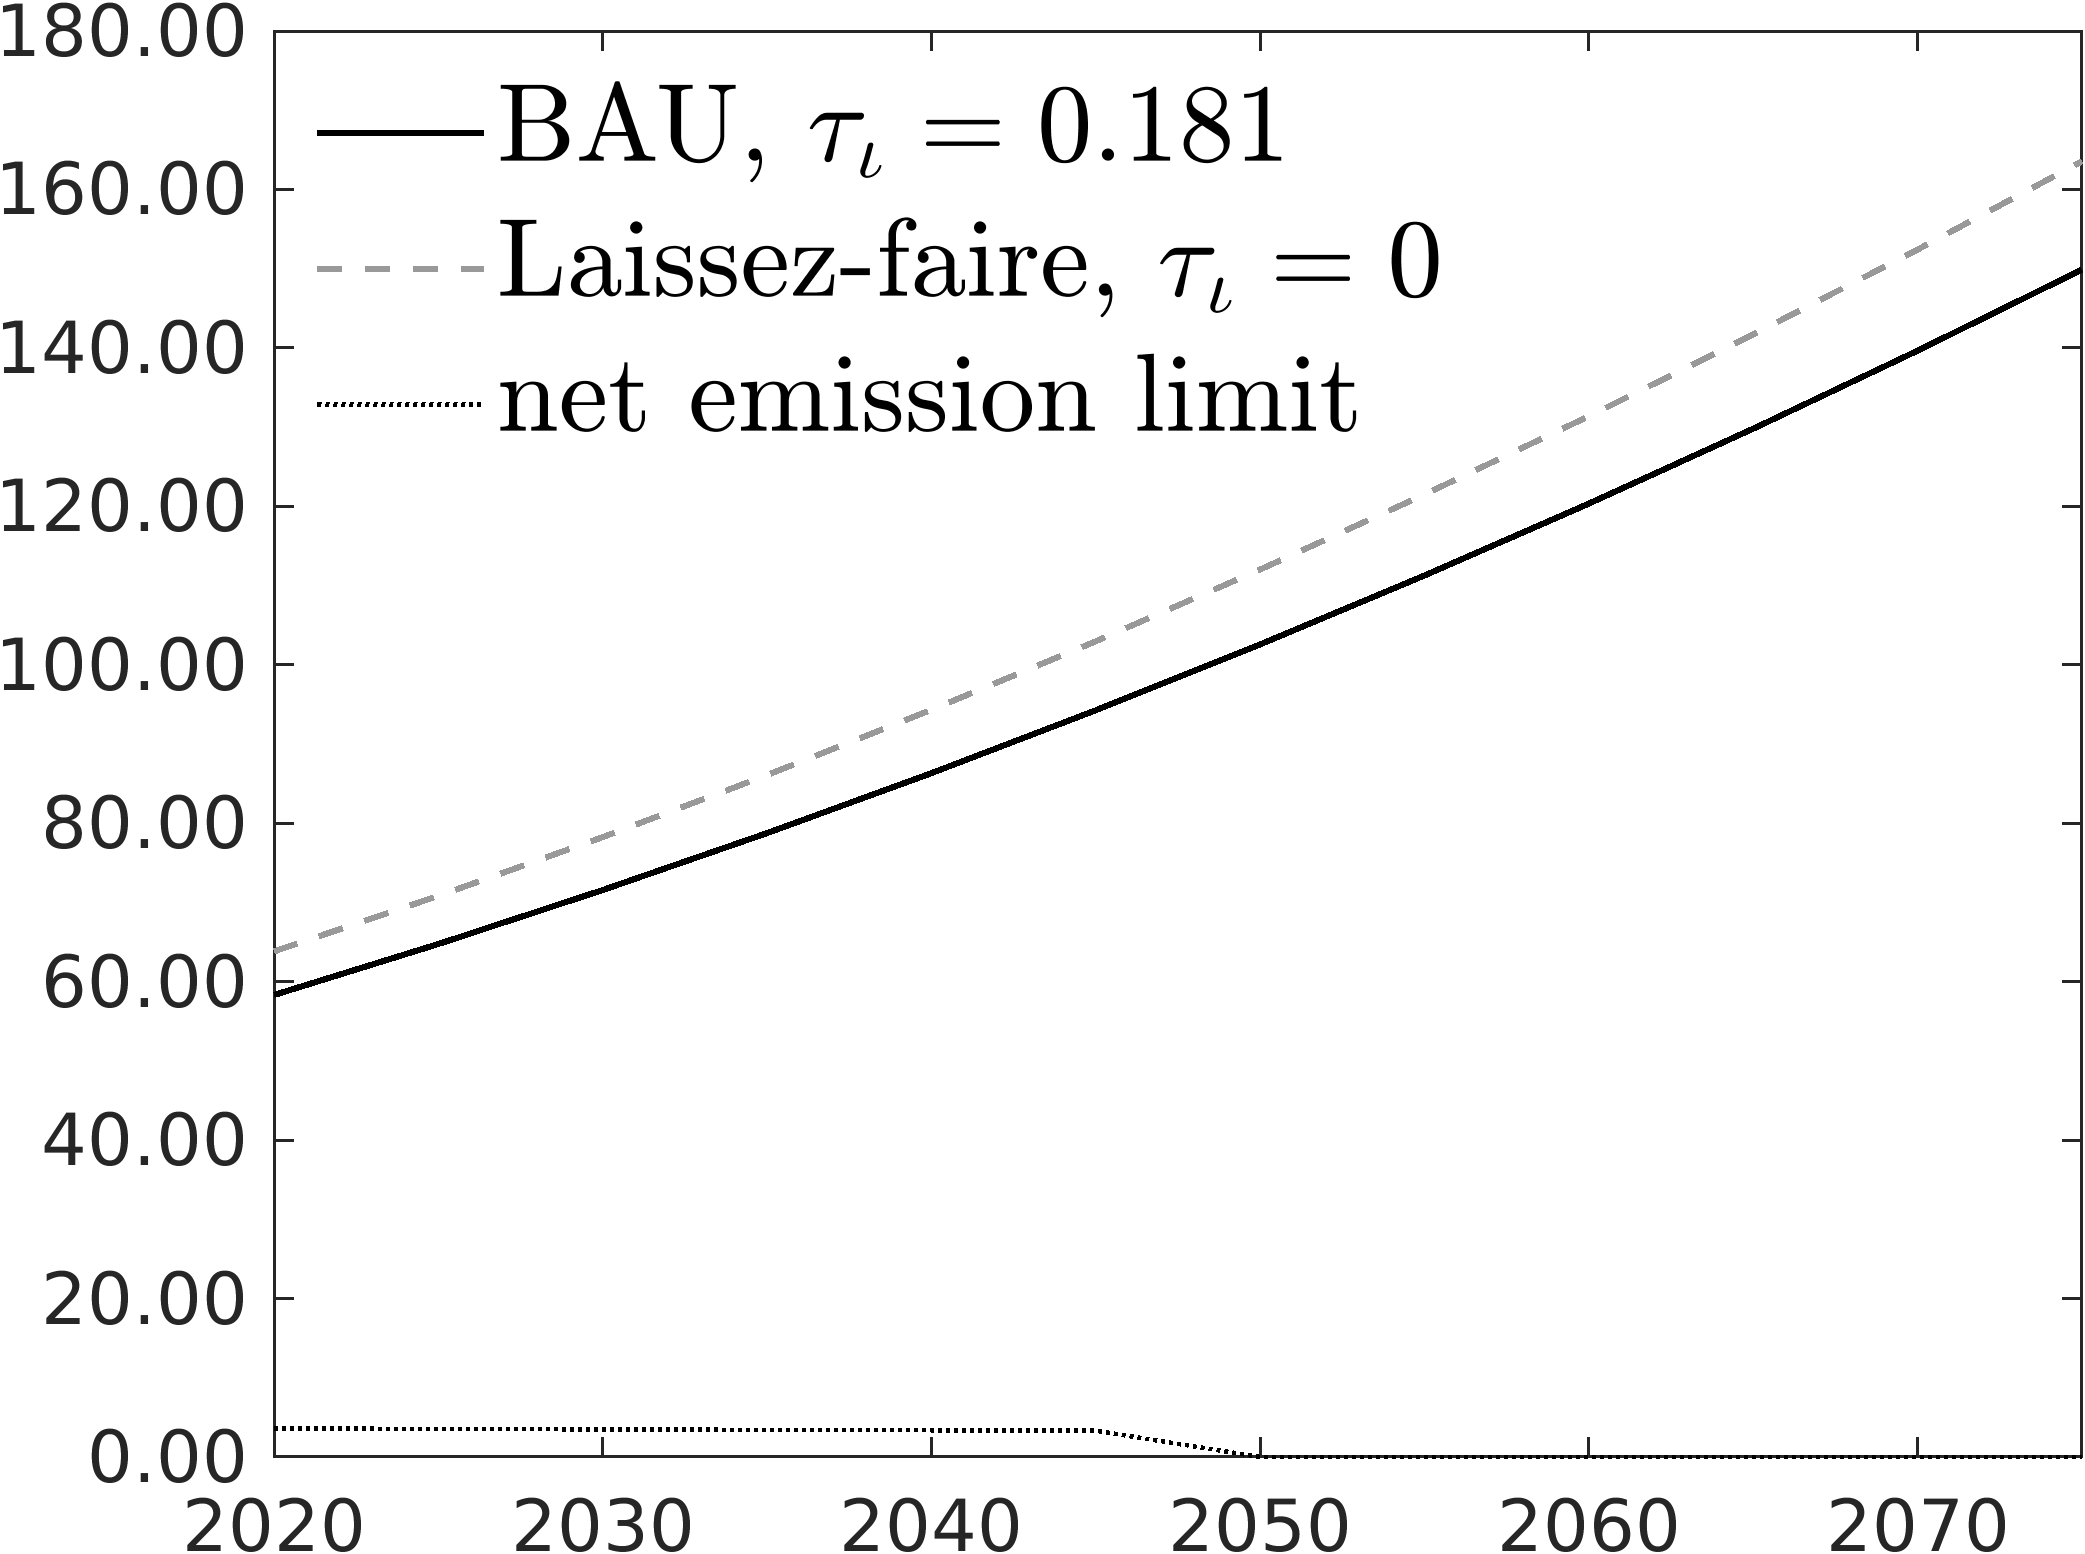 180.00
160.00
140.00
120.00
100.00
80.00
60.00
40.00
20.00
0.00
BAU, τι = 0.181
Laissez-faire, τι = 0
net emission limit
2020 2030 2040 2050 2060 2070